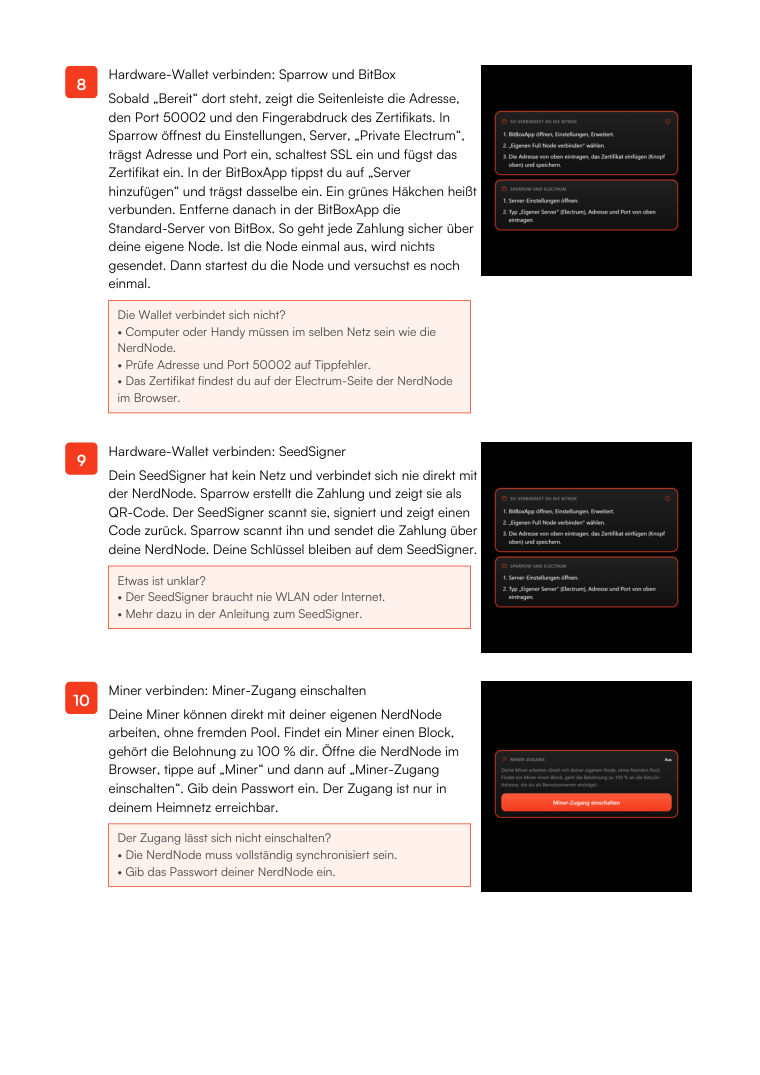 8
Hardware-Wallet verbinden: Sparrow und BitBox
Sobald „Bereit“ dort steht, zeigt die Seitenleiste die Adresse,
den Port 50002 und den Fingerabdruck des Zertifikats. In
Sparrow öffnest du Einstellungen, Server, „Private Electrum“,
trägst Adresse und Port ein, schaltest SSL ein und fügst das
Zertifikat ein. In der BitBoxApp tippst du auf „Server
hinzufügen“ und trägst dasselbe ein. Ein grünes Häkchen heißt
verbunden. Entferne danach in der BitBoxApp die
Standard-Server von BitBox. So geht jede Zahlung sicher über
deine eigene Node. Ist die Node einmal aus, wird nichts
gesendet. Dann startest du die Node und versuchst es noch
einmal.
Die Wallet verbindet sich nicht?
• Computer oder Handy müssen im selben Netz sein wie die
NerdNode.
• Prüfe Adresse und Port 50002 auf Tippfehler.
• Das Zertifikat findest du auf der Electrum-Seite der NerdNode
im Browser.
SO VERBINDEST DU DIE BITBOX
1. BitBoxApp öffnen, Einstellungen, Erweitert.
2. „Eigenen Full Node verbinden“ wählen.
3. Die Adresse von oben eintragen, das Zertifikat einfügen (Knopf
oben) und speichern.
SPARROW UND ELECTRUM
1. Server-Einstellungen öffnen.
2. Typ „Eigener Server“ (Electrum), Adresse und Port von oben
eintragen.
9
Hardware-Wallet verbinden: SeedSigner
Dein SeedSigner hat kein Netz und verbindet sich nie direkt mit
der NerdNode. Sparrow erstellt die Zahlung und zeigt sie als
QR-Code. Der SeedSigner scannt sie, signiert und zeigt einen
Code zurück. Sparrow scannt ihn und sendet die Zahlung über
deine NerdNode. Deine Schlüssel bleiben auf dem SeedSigner.
Etwas ist unklar?
• Der SeedSigner braucht nie WLAN oder Internet.
• Mehr dazu in der Anleitung zum SeedSigner.
SO VERBINDEST DU DIE BITBOX
1. BitBoxApp öffnen, Einstellungen, Erweitert.
2. „Eigenen Full Node verbinden“ wählen.
3. Die Adresse von oben eintragen, das Zertifikat einfügen (Knopf
oben) und speichern.
SPARROW UND ELECTRUM
1. Server-Einstellungen öffnen.
2. Typ „Eigener Server“ (Electrum), Adresse und Port von oben
eintragen.
10
Miner verbinden: Miner-Zugang einschalten
Deine Miner können direkt mit deiner eigenen NerdNode
arbeiten, ohne fremden Pool. Findet ein Miner einen Block,
gehört die Belohnung zu 100 % dir. Öffne die NerdNode im
Browser, tippe auf „Miner“ und dann auf „Miner-Zugang
einschalten“. Gib dein Passwort ein. Der Zugang ist nur in
deinem Heimnetz erreichbar.
Der Zugang lässt sich nicht einschalten?
• Die NerdNode muss vollständig synchronisiert sein.
• Gib das Passwort deiner NerdNode ein.
MINER ZUGANG
Aus
Deine Miner arbeiten direkt mit deiner eigenen Node, ohne fremden Pool.
Findet ein Miner einen Block, geht die Belohnung zu 100 % an die Bitcoin-
Adresse, die du als Benutzernamen einträgst.
Miner-Zugang einschalten